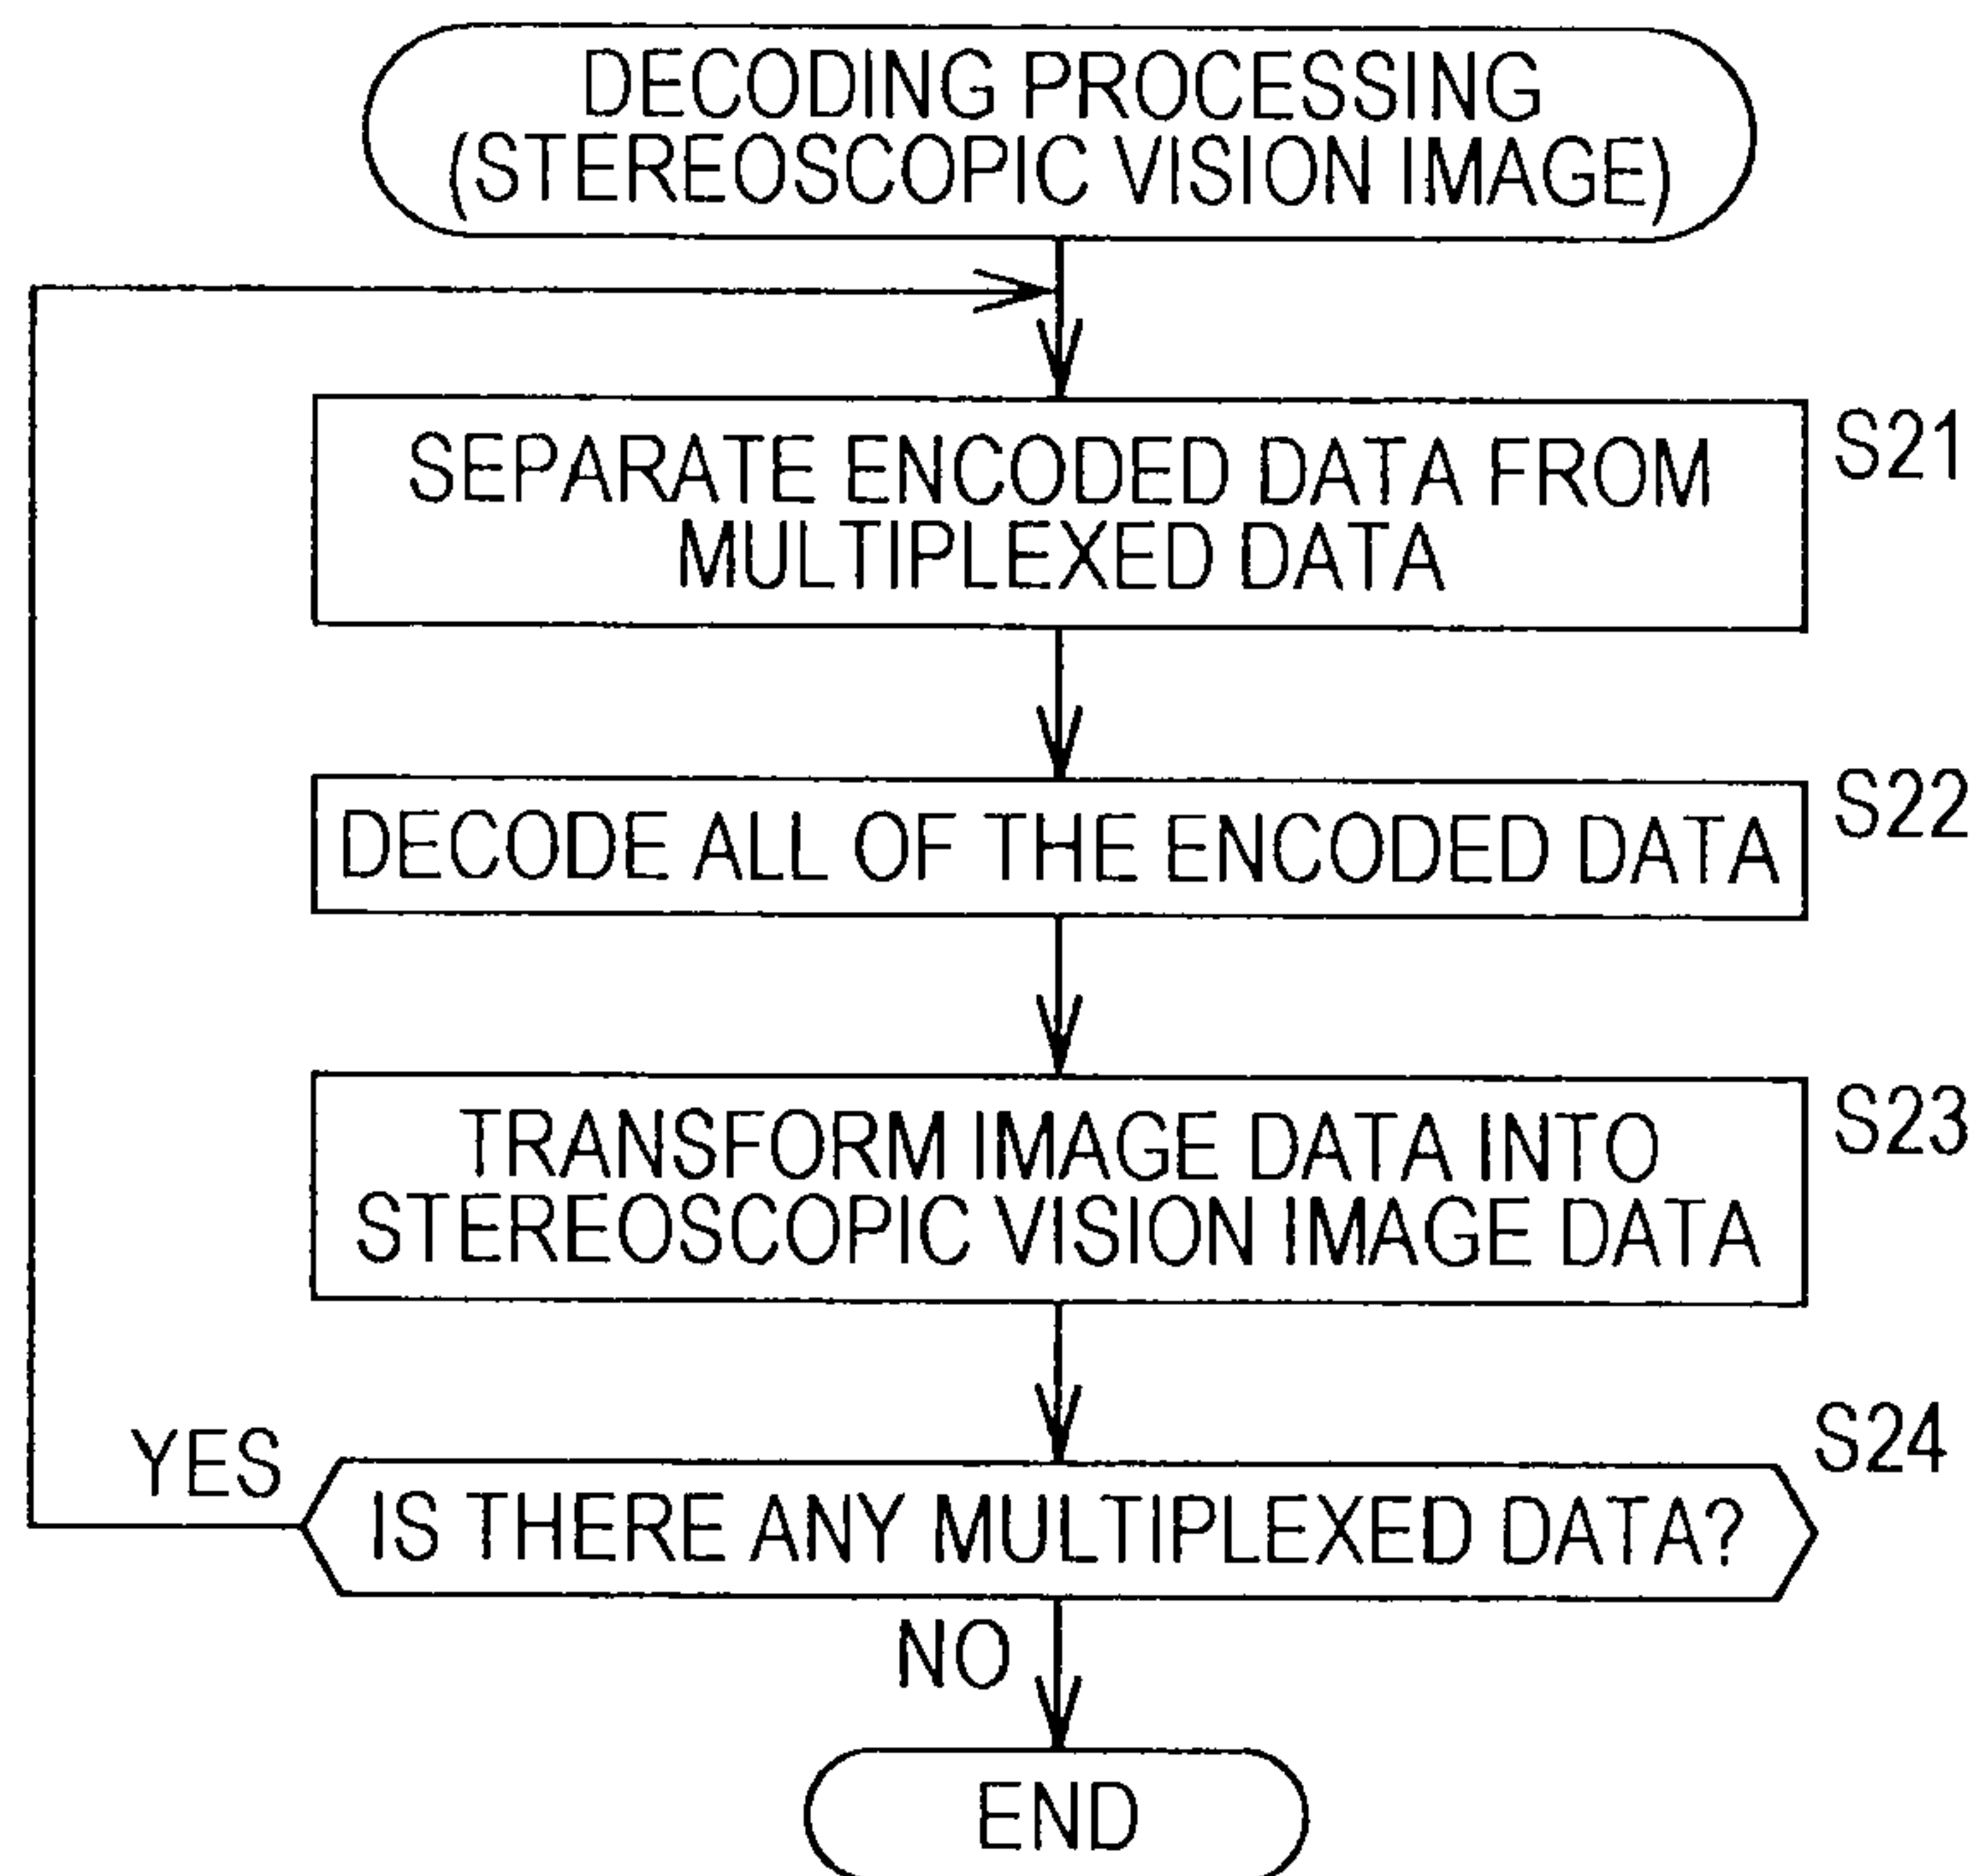 DECODING PROCESSING
(STEREOSCOPIC VISION IMAGE)
SEPARATE ENCODED DATA FROM
MULTIPLEXED DATA
S21
DECODE ALL OF THE ENCODED DATA
S22
TRANSFORM IMAGE DATA INTO
STEREOSCOPIC VISION IMAGE DATA
S23
YES
IS THERE ANY MULTIPLEXED DATA?
S24
NO
END